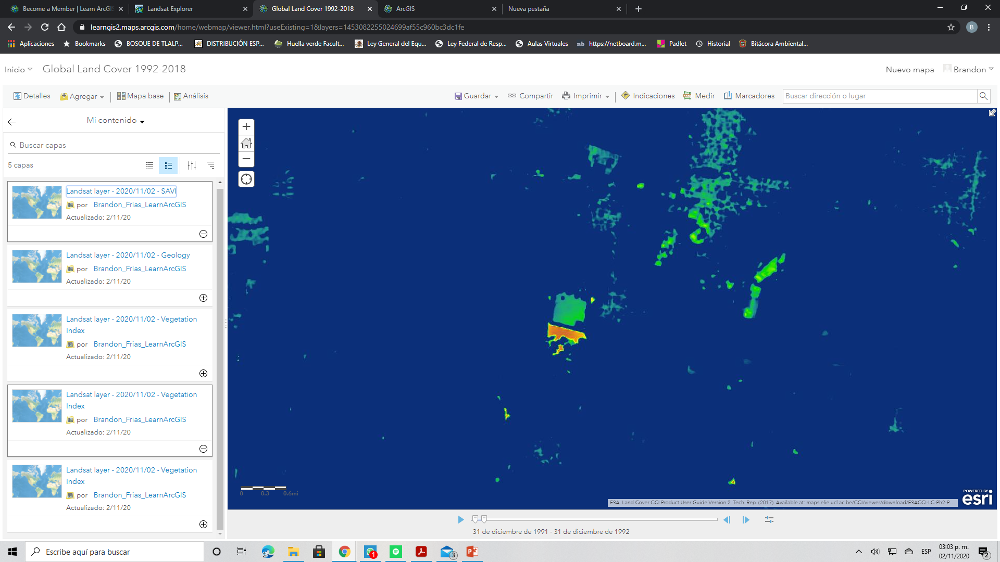 Become a Member | Learn ArcGIS
Landsat Explorer
Global Land Cover 1992-2018
ArcGIS
Nueva pestaña
learngis2.maps.arcgis.com/home/webmap/viewer.html?useExisting=1&layers=1453082255024699af55c960bc3dc1fe
B
Aplicaciones
Bookmarks
BOSQUE DE TLALP...
DISTRIBUCIÓN ESP...
Huella verde Facult...
Ley General del Equ...
Ley Federal de Resp...
Aulas Virtuales
nb https://netboard.m...
Padlet
Historial
Bitácora Ambiental...
Inicio
Global Land Cover 1992-2018
Nuevo mapa
Brandon
Detalles
Agregar
Mapa base
Análisis
Guardar
Compartir
Imprimir
Indicaciones
Medir
Marcadores
Buscar dirección o lugar
Mi contenido
Buscar capas
5 capas
Landsat layer - 2020/11/02 - SAVI
por Brandon_Frias_LearnArcGIS
Actualizado: 2/11/20
Landsat layer - 2020/11/02 - Geology
por Brandon_Frias_LearnArcGIS
Actualizado: 2/11/20
Landsat layer - 2020/11/02 - Vegetation
Index
por Brandon_Frias_LearnArcGIS
Actualizado: 2/11/20
Landsat layer - 2020/11/02 - Vegetation
Index
por Brandon_Frias_LearnArcGIS
Actualizado: 2/11/20
Landsat layer - 2020/11/02 - Vegetation
Index
por Brandon_Frias_LearnArcGIS
Actualizado: 2/11/20
0 0.3 0.6mi
ESA. Land Cover CCI Product User Guide Version 2. Tech. Rep. (2017). Available at: maps.elie.ucl.ac.be/CCI/viewer/download/ESACCI-LC-Ph2-P...
POWERED BY
esri
31 de diciembre de 1991 - 31 de diciembre de 1992
Escribe aquí para buscar
1
3
ESP
03:03 p. m.
02/11/2020
2